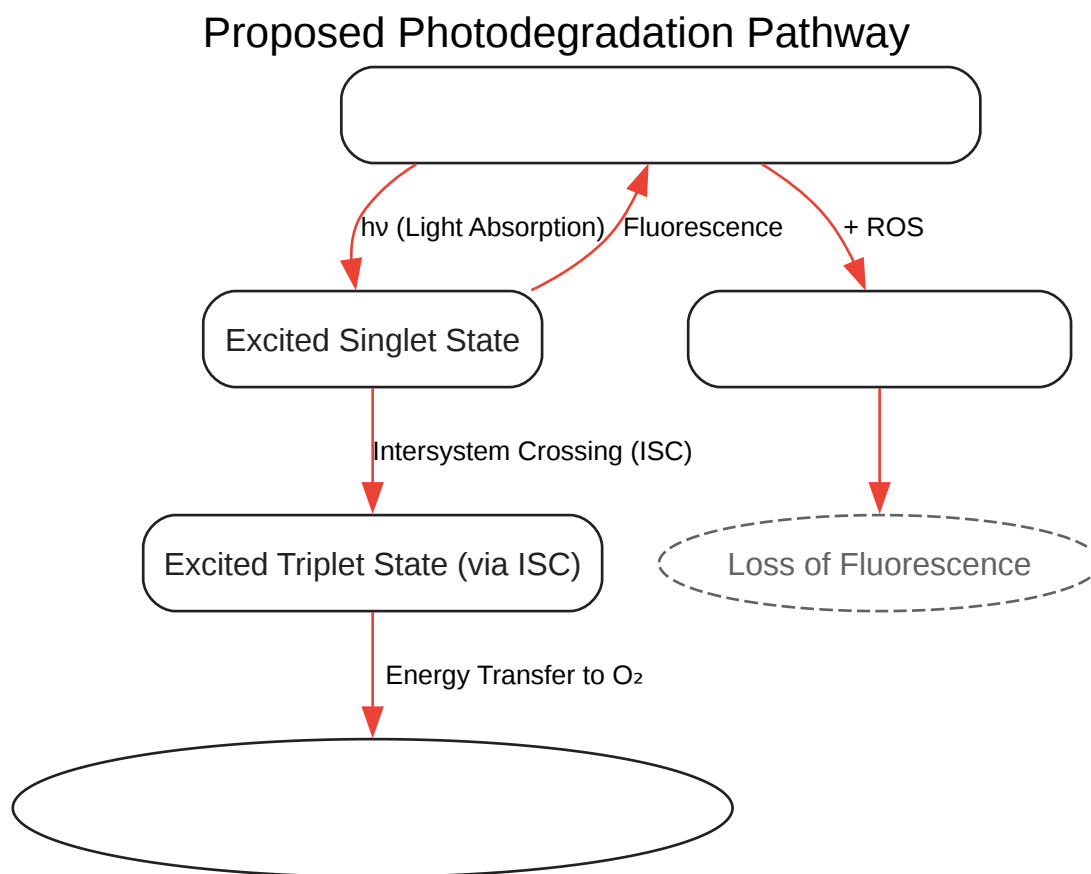 Proposed Photodegradation Pathway
hν (Light Absorption)
Fluorescence
+ ROS
Excited Singlet State
Intersystem Crossing (ISC)
Excited Triplet State (via ISC)
Loss of Fluorescence
Energy Transfer to O₂